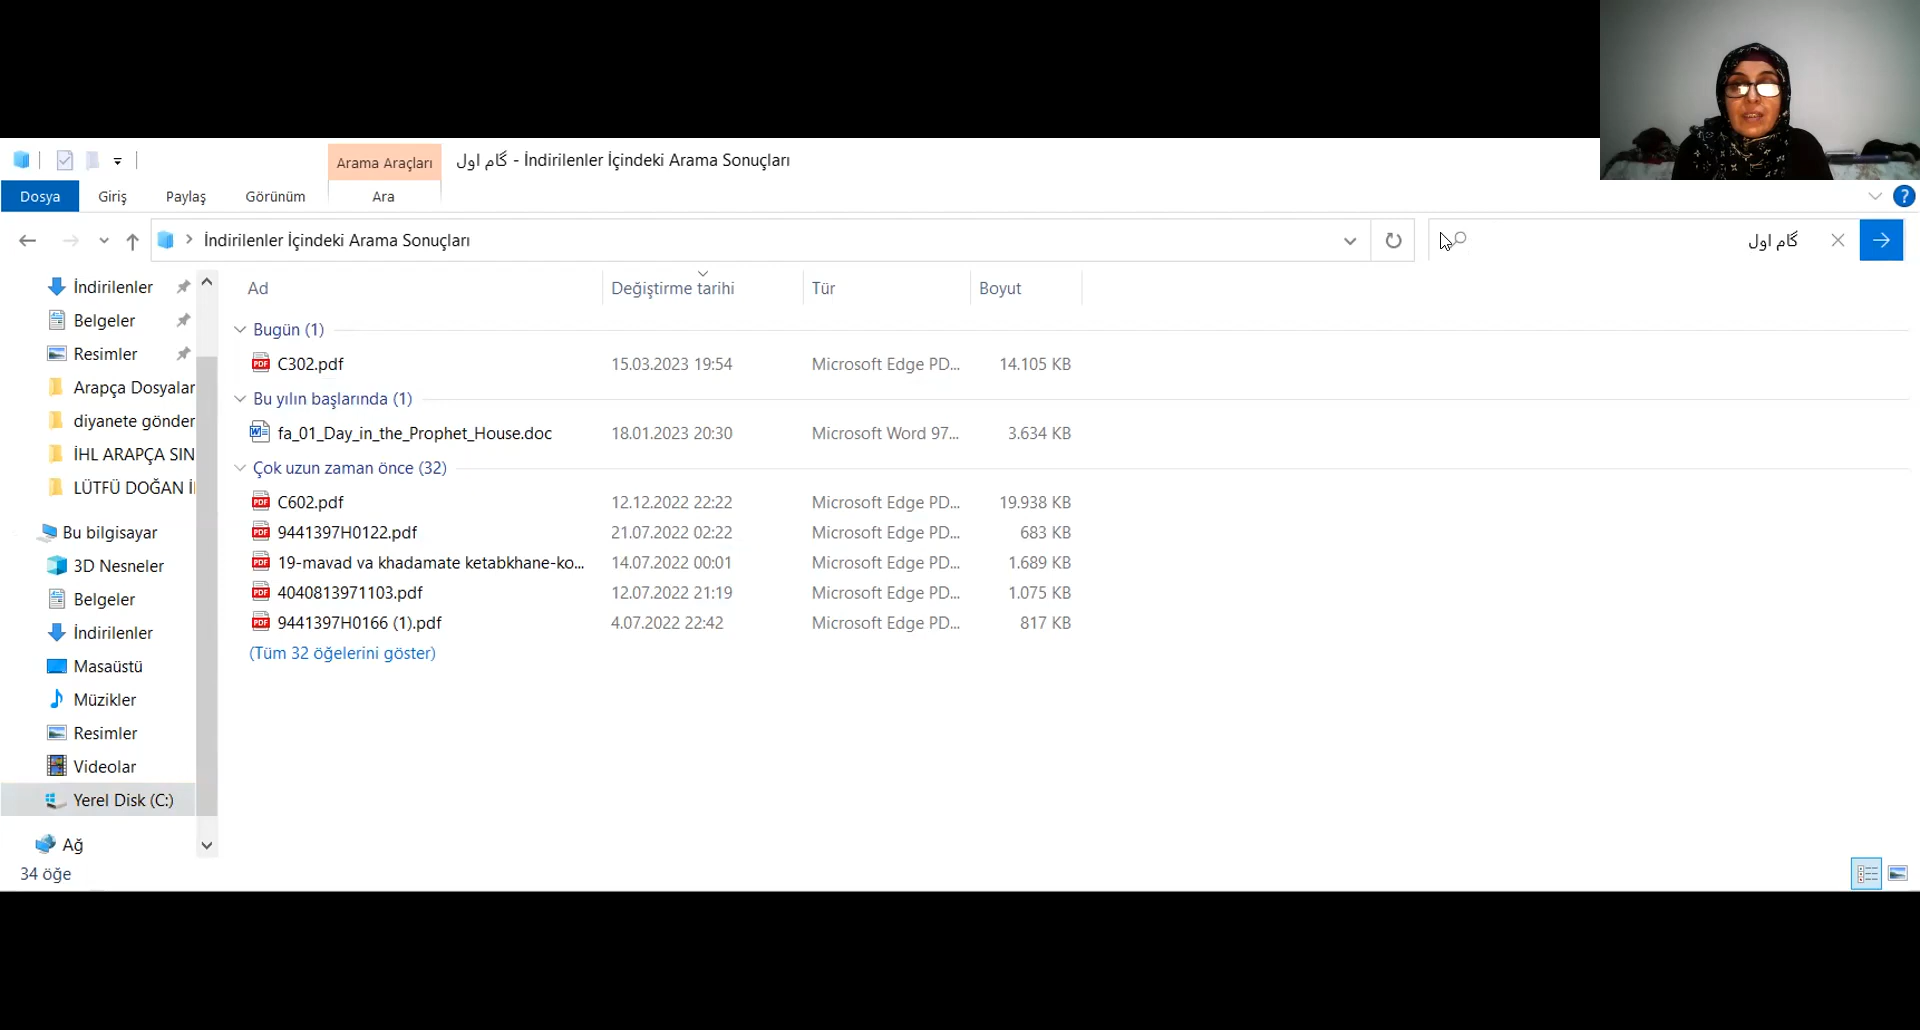 Arama Araçları
گام اول - İndirilenler İçindeki Arama Sonuçları
Dosya
Giriş
Paylaş
Görünüm
Ara
?
İndirilenler İçindeki Arama Sonuçları
گام اول
Ad
Değiştirme tarihi
Tür
Boyut
İndirilenler
Belgeler
Resimler
Arapça Dosyalar
diyanete gönder
İHL ARAPÇA SIN
LÜTFÜ DOĞAN İ
Bu bilgisayar
3D Nesneler
Belgeler
İndirilenler
Masaüstü
Müzikler
Resimler
Videolar
Yerel Disk (C:)
Ağ
Bugün (1)
C302.pdf 15.03.2023 19:54 Microsoft Edge PD... 14.105 KB
Bu yılın başlarında (1)
fa_01_Day_in_the_Prophet_House.doc 18.01.2023 20:30 Microsoft Word 97... 3.634 KB
Çok uzun zaman önce (32)
C602.pdf 12.12.2022 22:22 Microsoft Edge PD... 19.938 KB
9441397H0122.pdf 21.07.2022 02:22 Microsoft Edge PD... 683 KB
19-mavad va khadamate ketabkhane-ko... 14.07.2022 00:01 Microsoft Edge PD... 1.689 KB
4040813971103.pdf 12.07.2022 21:19 Microsoft Edge PD... 1.075 KB
9441397H0166 (1).pdf 4.07.2022 22:42 Microsoft Edge PD... 817 KB
(Tüm 32 öğelerini göster)
34 öğe